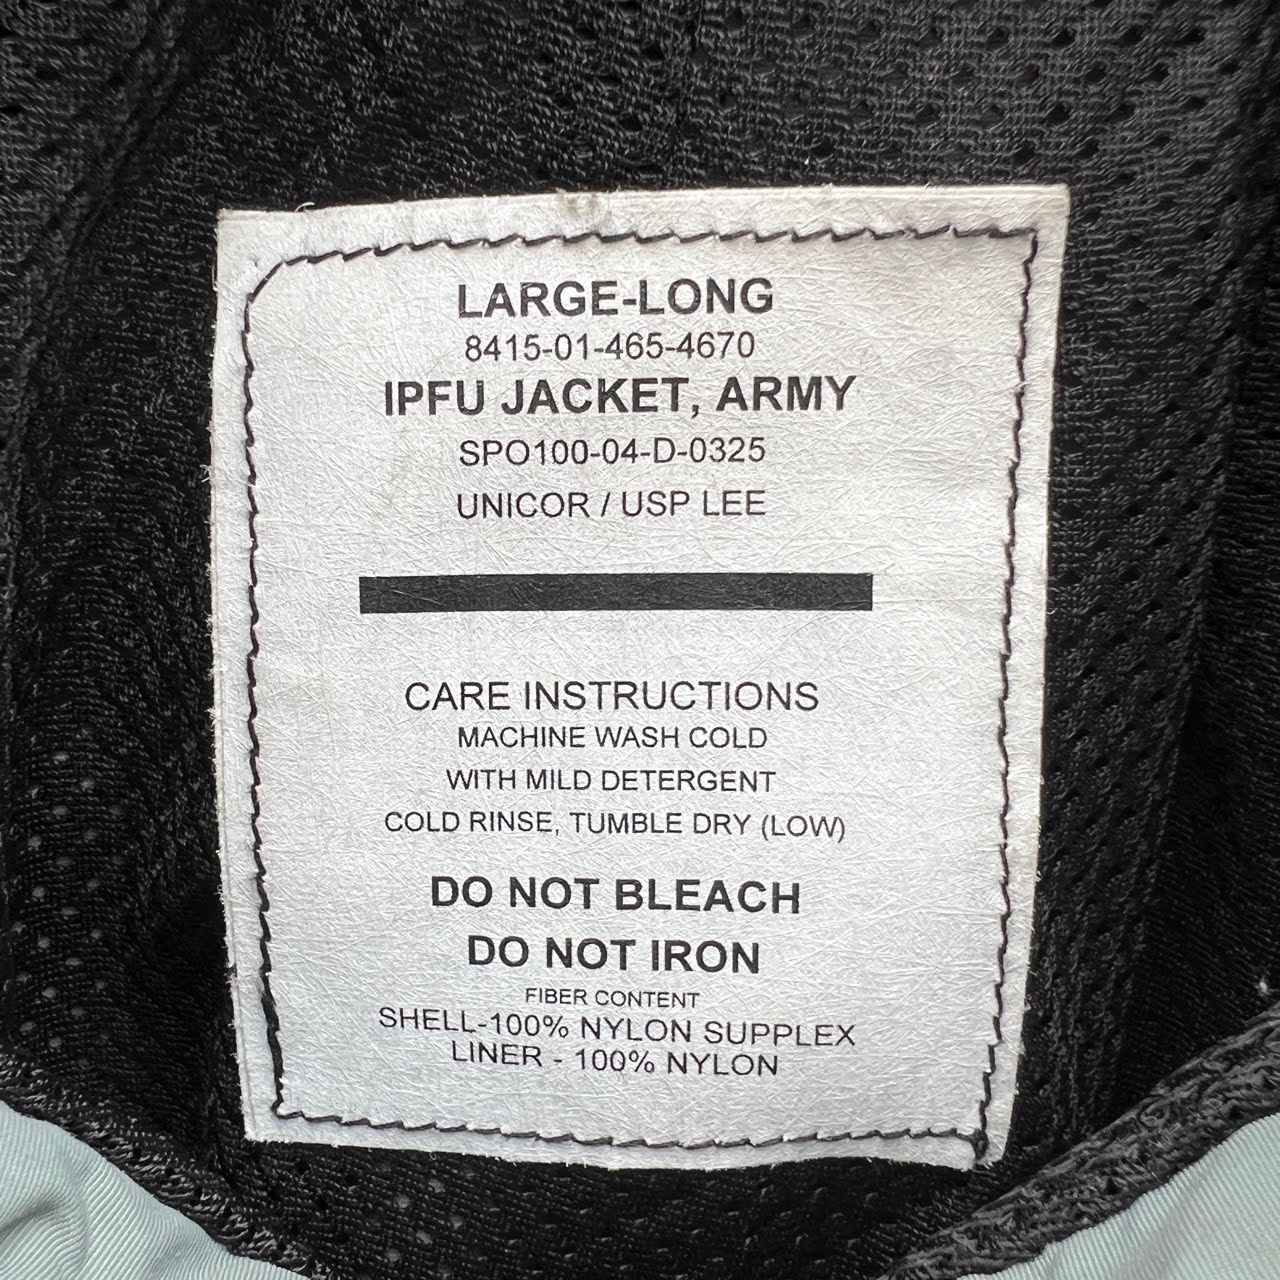 LARGE-LONG
8415-01-465-4670
IPFU JACKET, ARMY
SPO100-04-D-0325
UNICOR / USP LEE
CARE INSTRUCTIONS
MACHINE WASH COLD
WITH MILD DETERGENT
COLD RINSE, TUMBLE DRY (LOW)
DO NOT BLEACH
DO NOT IRON
FIBER CONTENT
SHELL-100% NYLON SUPPLEX
LINER - 100% NYLON